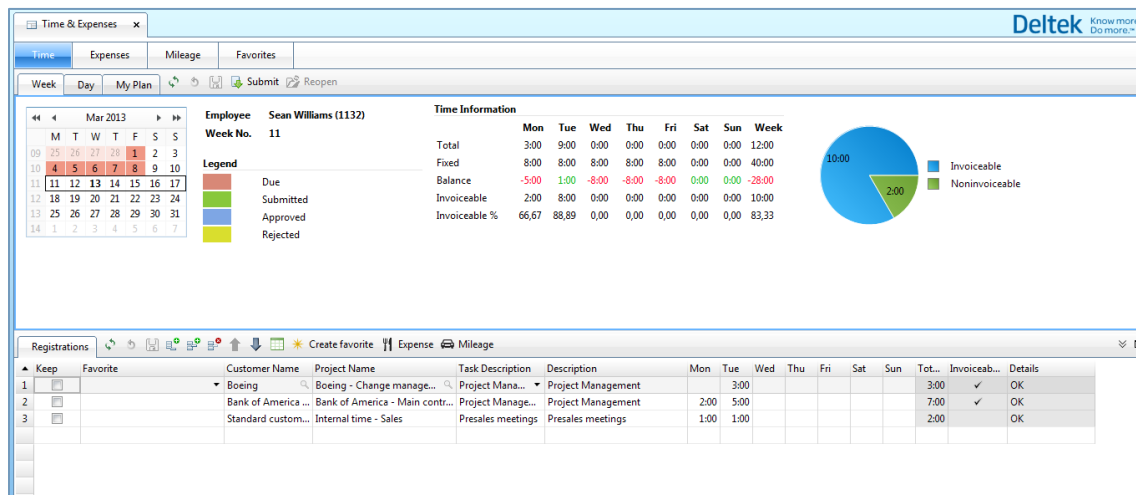 Time & Expenses x
Deltek Know more. Do more.™
Time Expenses Mileage Favorites
Week Day My Plan Submit Reopen
Mar 2013
M T W T F S S
09 25 26 27 28 1 2 3
10 4 5 6 7 8 9 10
11 11 12 13 14 15 16 17
12 18 19 20 21 22 23 24
13 25 26 27 28 29 30 31
14 1 2 3 4 5 6 7
Employee Sean Williams (1132)
Week No. 11
Legend
Due
Submitted
Approved
Rejected
Time Information
Mon Tue Wed Thu Fri Sat Sun Week
Total 3:00 9:00 0:00 0:00 0:00 0:00 0:00 12:00
Fixed 8:00 8:00 8:00 8:00 8:00 0:00 0:00 40:00
Balance -5:00 1:00 -8:00 -8:00 -8:00 0:00 0:00 -28:00
Invoiceable 2:00 8:00 0:00 0:00 0:00 0:00 0:00 10:00
Invoiceable % 66,67 88,89 0,00 0,00 0,00 0,00 0,00 83,33
10:00
2:00
Invoiceable
Noninvoiceable
Registrations Create favorite Expense Mileage
Keep Favorite Customer Name Project Name Task Description Description Mon Tue Wed Thu Fri Sat Sun Tot... Invoiceab... Details
1 Boeing Boeing - Change manage... Project Mana... Project Management 3:00 3:00 ✓ OK
2 Bank of America ... Bank of America - Main contr... Project Manage... Project Management 2:00 5:00 7:00 ✓ OK
3 Standard custom... Internal time - Sales Presales meetings Presales meetings 1:00 1:00 2:00 OK